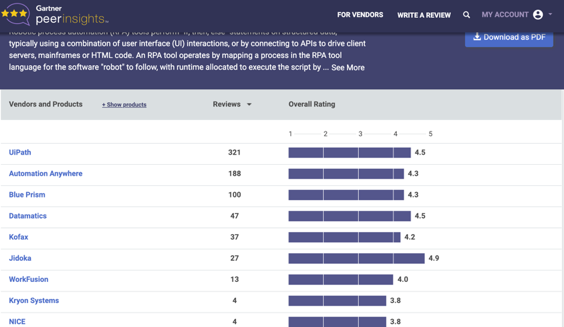 Gartner
peerinsights™
FOR VENDORS
WRITE A REVIEW
MY ACCOUNT
Robotic process automation (RPA) tools perform "if, then, else" statements on structured data,
typically using a combination of user interface (UI) interactions, or by connecting to APIs to drive client
servers, mainframes or HTML code. An RPA tool operates by mapping a process in the RPA tool
language for the software "robot" to follow, with runtime allocated to execute the script by ... See More
Download as PDF
Vendors and Products + Show products Reviews Overall Rating
1 2 3 4 5
UiPath 321 4.5
Automation Anywhere 188 4.3
Blue Prism 100 4.3
Datamatics 47 4.5
Kofax 37 4.2
Jidoka 27 4.9
WorkFusion 13 4.0
Kryon Systems 4 3.8
NICE 4 3.8